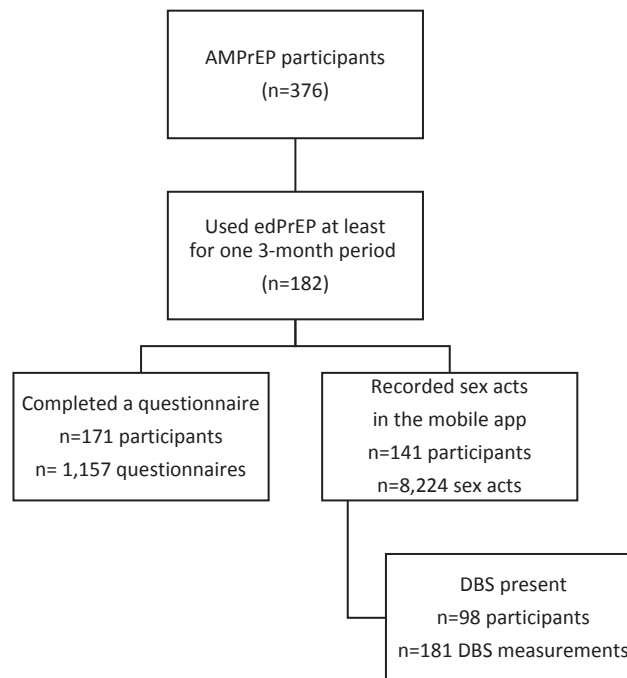 AMPrEP participants
(n=376)
Used edPrEP at least
for one 3-month period
(n=182)
Completed a questionnaire
n=171 participants
n= 1,157 questionnaires
Recorded sex acts
in the mobile app
n=141 participants
n=8,224 sex acts
DBS present
n=98 participants
n=181 DBS measurements